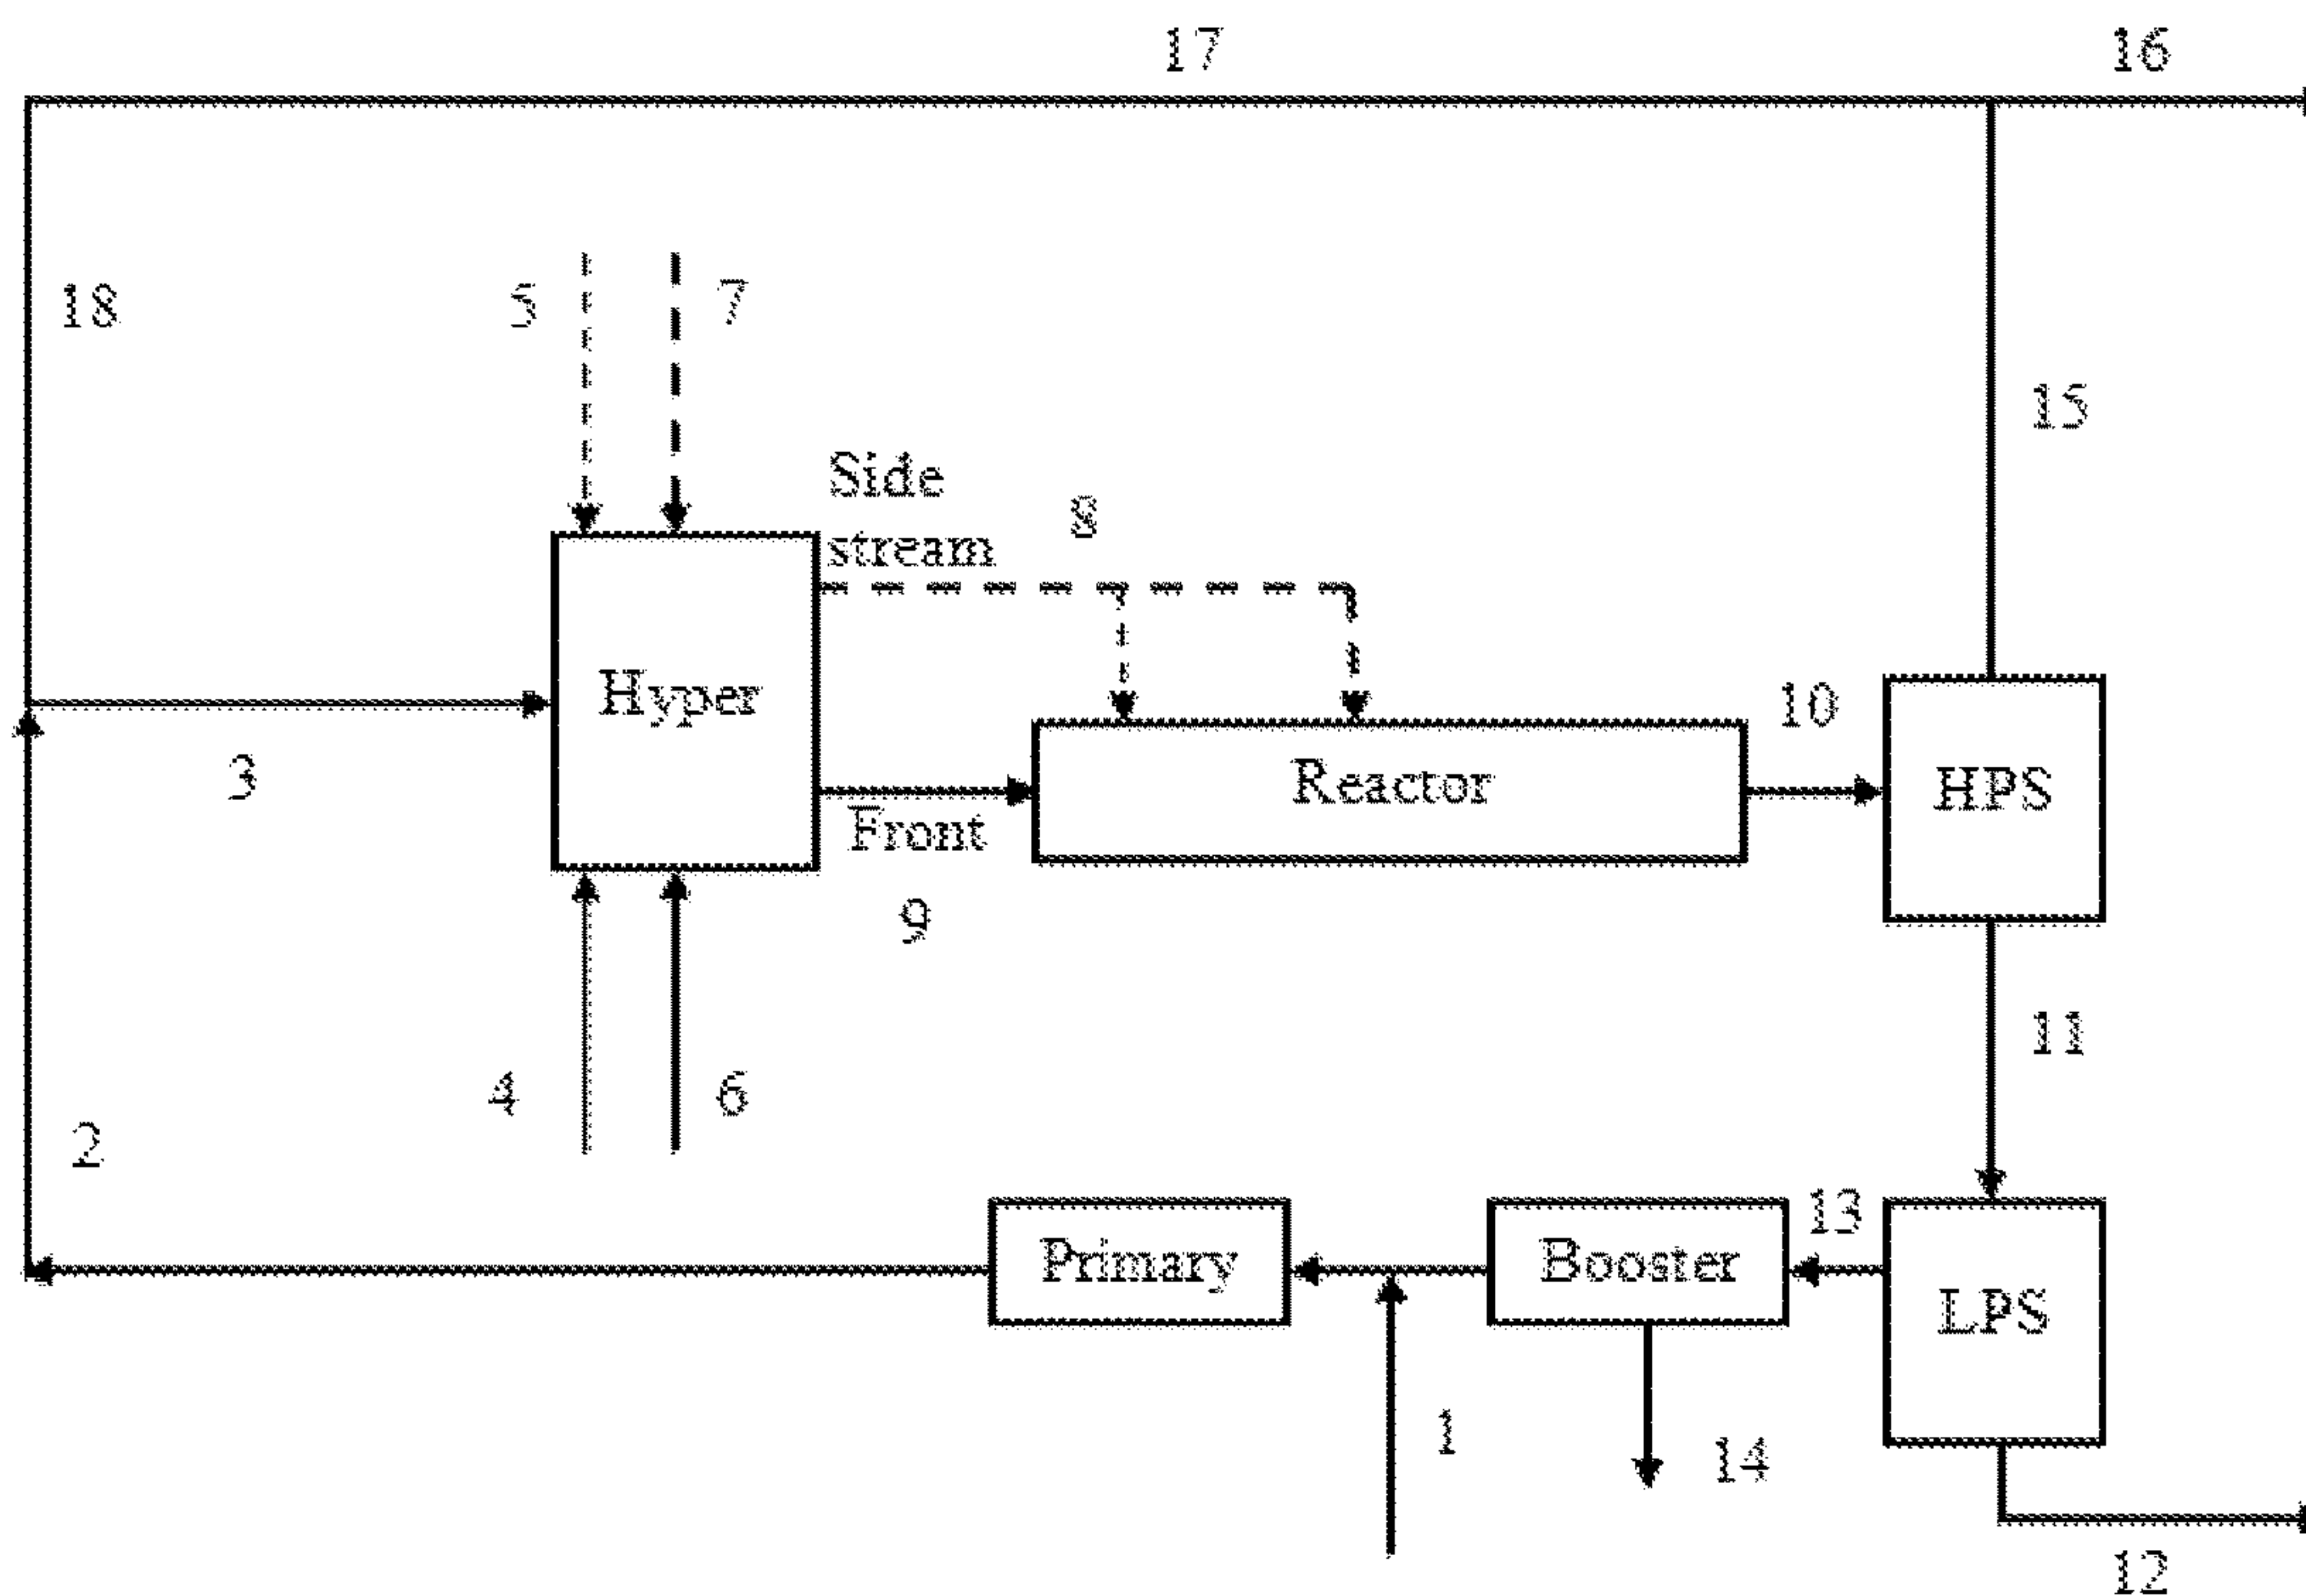 17
16
18
5
7
15
Side
stream
8
Hyper
10
3
Reactor
HPS
Front
9
11
4
6
2
13
Primary
Booster
LPS
1
14
12